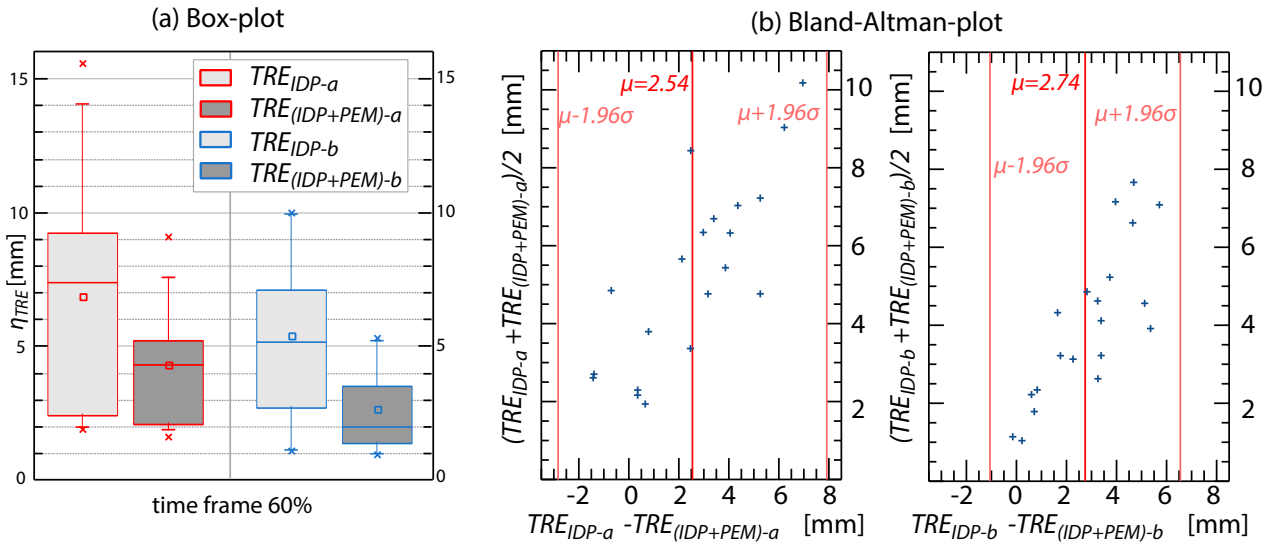 (a) Box-plot
(b) Bland-Altman-plot
η_TRE [mm]
15
10
5
0
15
10
5
0
TRE_IDP-a
TRE_(IDP+PEM)-a
TRE_IDP-b
TRE_(IDP+PEM)-b
time frame 60%
(TRE_IDP-a +TRE_(IDP+PEM)-a)/2 [mm]
μ=2.54
μ-1.96σ
μ+1.96σ
10
8
6
4
2
-2 0 2 4 6 8
TRE_IDP-a -TRE_(IDP+PEM)-a [mm]
(TRE_IDP-b +TRE_(IDP+PEM)-b)/2 [mm]
μ=2.74
μ+1.96σ
μ-1.96σ
10
8
6
4
2
-2 0 2 4 6 8
TRE_IDP-b -TRE_(IDP+PEM)-b [mm]